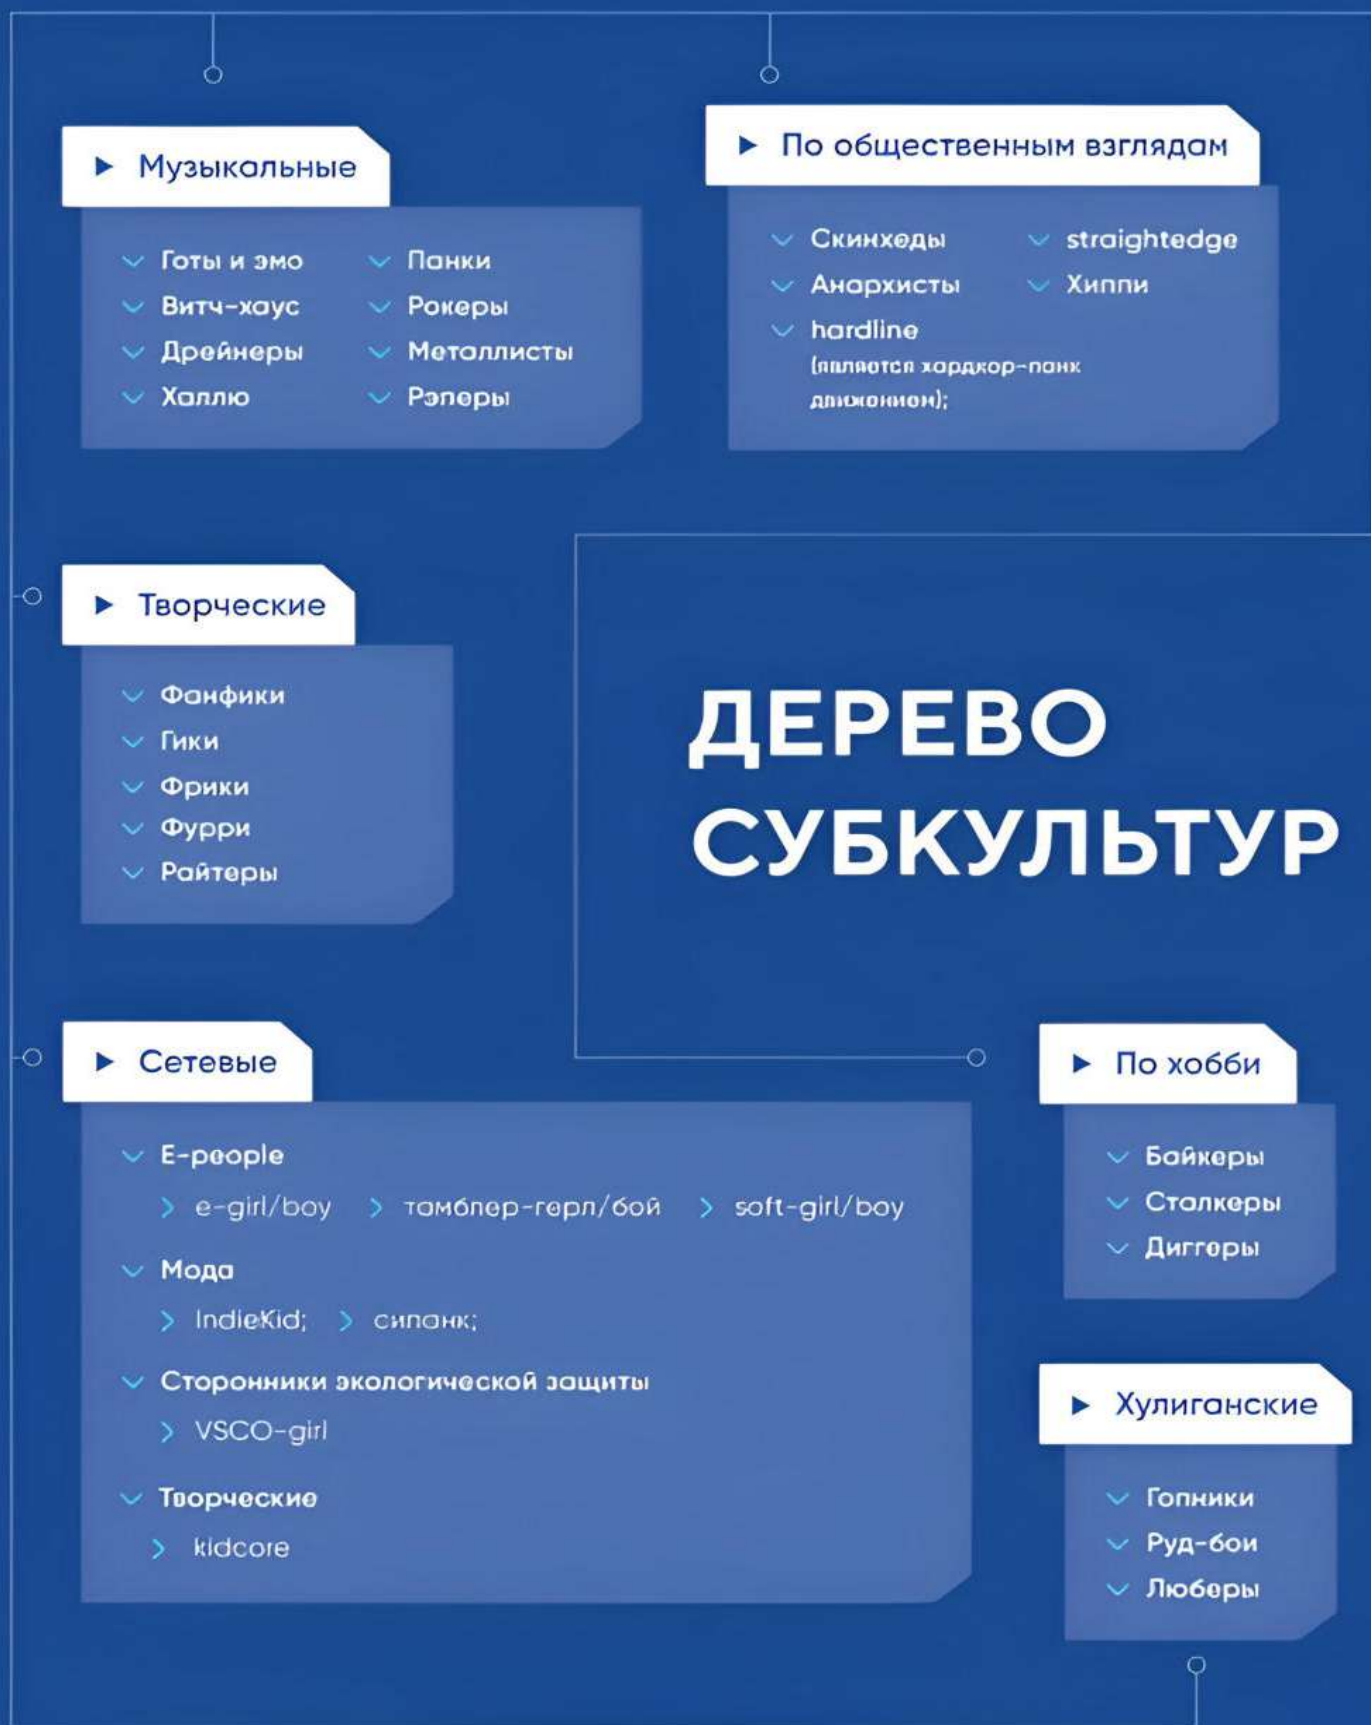 Музыкальные
Готы и эмо
Витч-хаус
Дрейнеры
Халлю
Панки
Рокеры
Металлисты
Рэперы
По общественным взглядам
Скинхеды
Анархисты
hardline
(является хардкор-панк
движением);
straightedge
Хиппи
Творческие
Фанфики
Гики
Фрики
Фурри
Райтеры
ДЕРЕВО
СУБКУЛЬТУР
Сетевые
E-people
e-girl/boy
тамблер-герл/бой
soft-girl/boy
Мода
IndieKid;
сипанк;
Сторонники экологической защиты
VSCO-girl
Творческие
kidcore
По хобби
Байкеры
Сталкеры
Диггеры
Хулиганские
Гопники
Руд-бои
Люберы